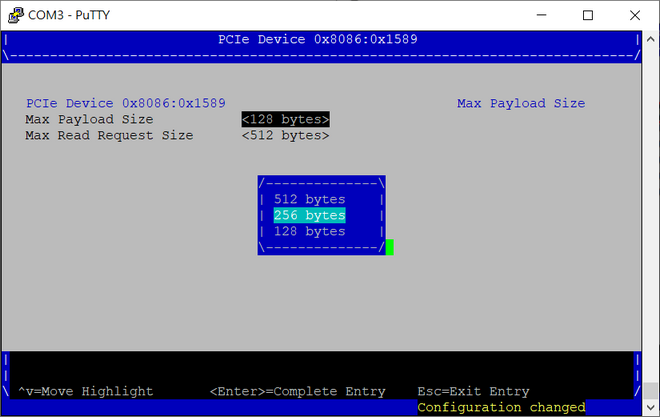 COM3 - PuTTY
PCIe Device 0x8086:0x1589
PCIe Device 0x8086:0x1589 Max Payload Size
Max Payload Size <128 bytes>
Max Read Request Size <512 bytes>
/--------------\
| 512 bytes |
| 256 bytes |
| 128 bytes |
\--------------/
^v=Move Highlight <Enter>=Complete Entry Esc=Exit Entry
Configuration changed